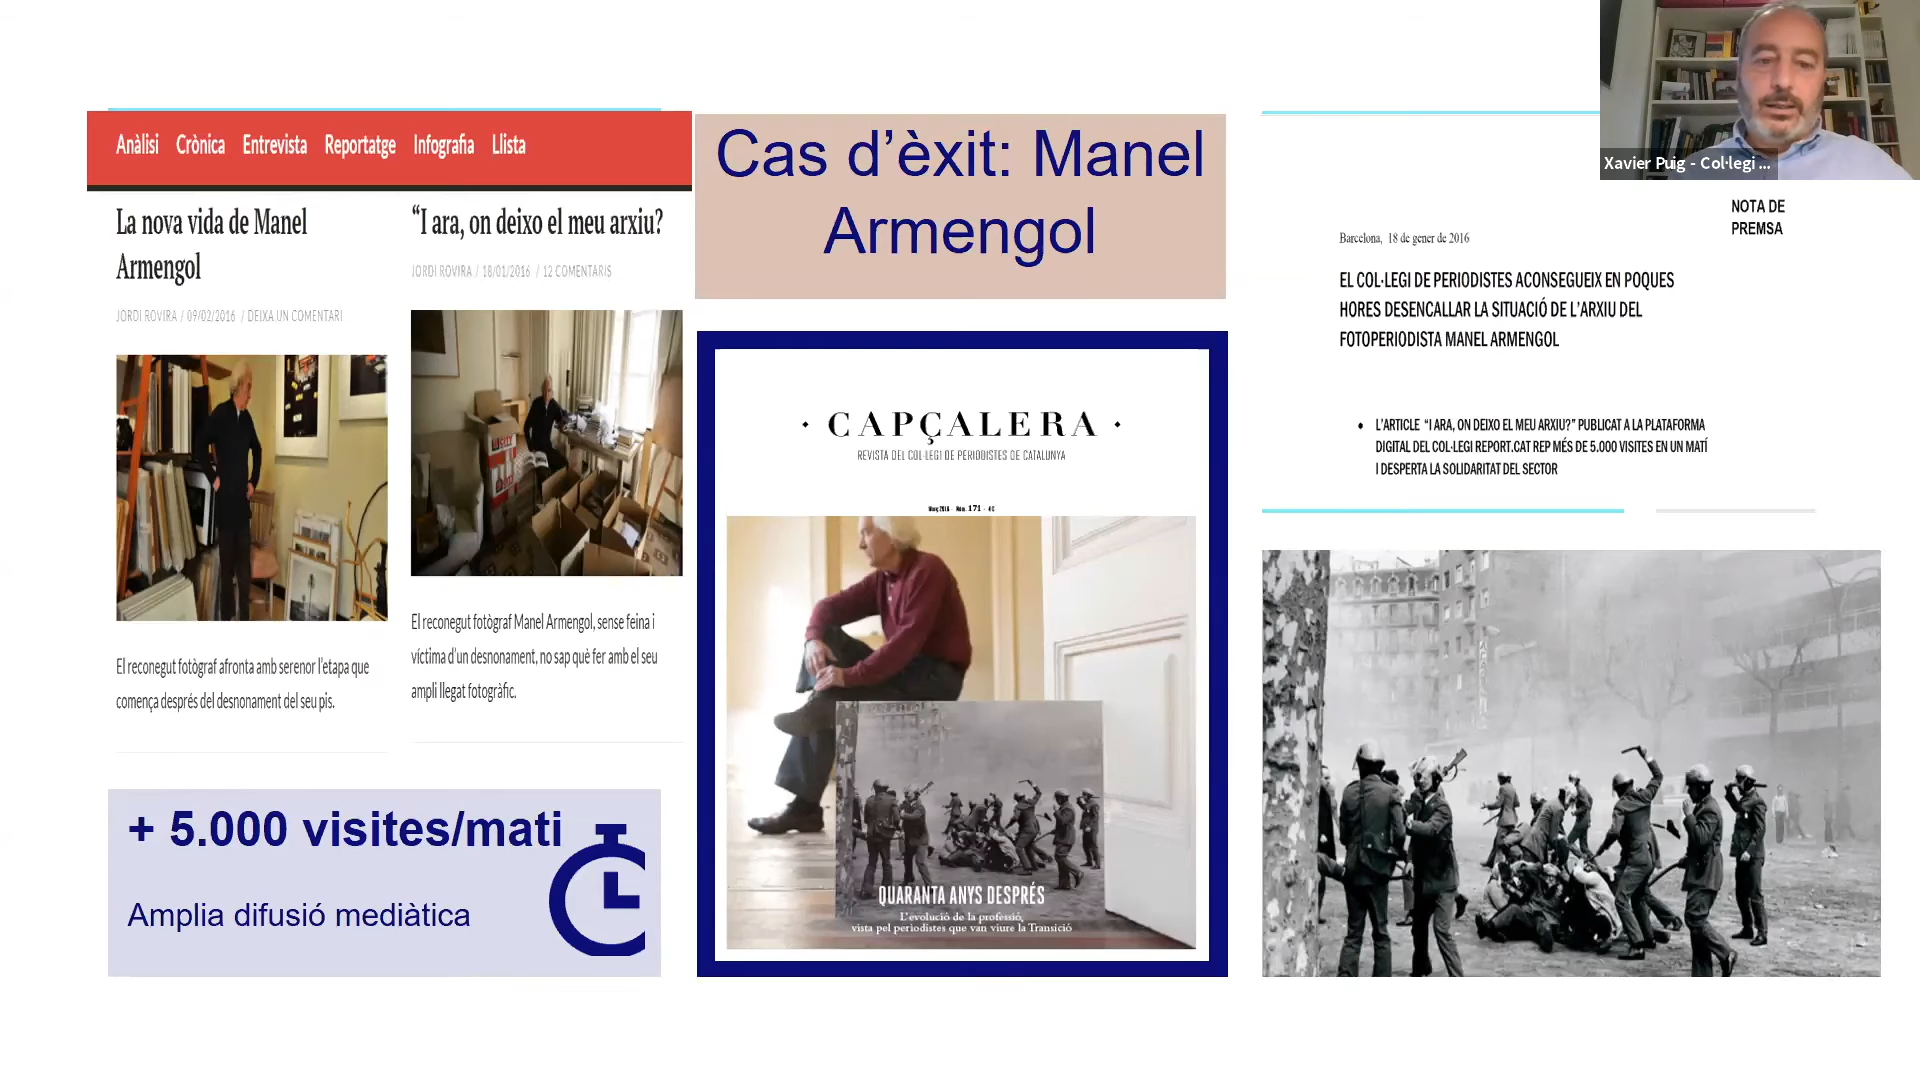 Anàlisi Crònica Entrevista Reportatge Infografia Llista
La nova vida de Manel
Armengol
JORDI ROVIRA / 09/02/2016 / DEIXA UN COMENTARI
El reconegut fotògraf afronta amb serenor l'etapa que
comença després del desnonament del seu pis.
“I ara, on deixo el meu arxiu?
JORDI ROVIRA / 18/01/2016 / 12 COMENTARIS
El reconegut fotògraf Manel Armengol, sense feina i
víctima d'un desnonament, no sap què fer amb el seu
ampli llegat fotogràfic.
+ 5.000 visites/mati
Amplia difusió mediàtica
Cas d’èxit: Manel
Armengol
· CAPÇALERA ·
REVISTA DEL COL·LEGI DE PERIODISTES DE CATALUNYA
Març 2016 - Núm. 171 - 4 €
QUARANTA ANYS DESPRÉS
L'evolució de la professió,
vista pel periodistes que van viure la Transició
Xavier Puig - Col·legi ...
NOTA DE
PREMSA
Barcelona, 18 de gener de 2016
EL COL·LEGI DE PERIODISTES ACONSEGUEIX EN POQUES
HORES DESENCALLAR LA SITUACIÓ DE L’ARXIU DEL
FOTOPERIODISTA MANEL ARMENGOL
• L’ARTICLE “I ARA, ON DEIXO EL MEU ARXIU?” PUBLICAT A LA PLATAFORMA
DIGITAL DEL COL·LEGI REPORT.CAT REP MÉS DE 5.000 VISITES EN UN MATÍ
I DESPERTA LA SOLIDARITAT DEL SECTOR